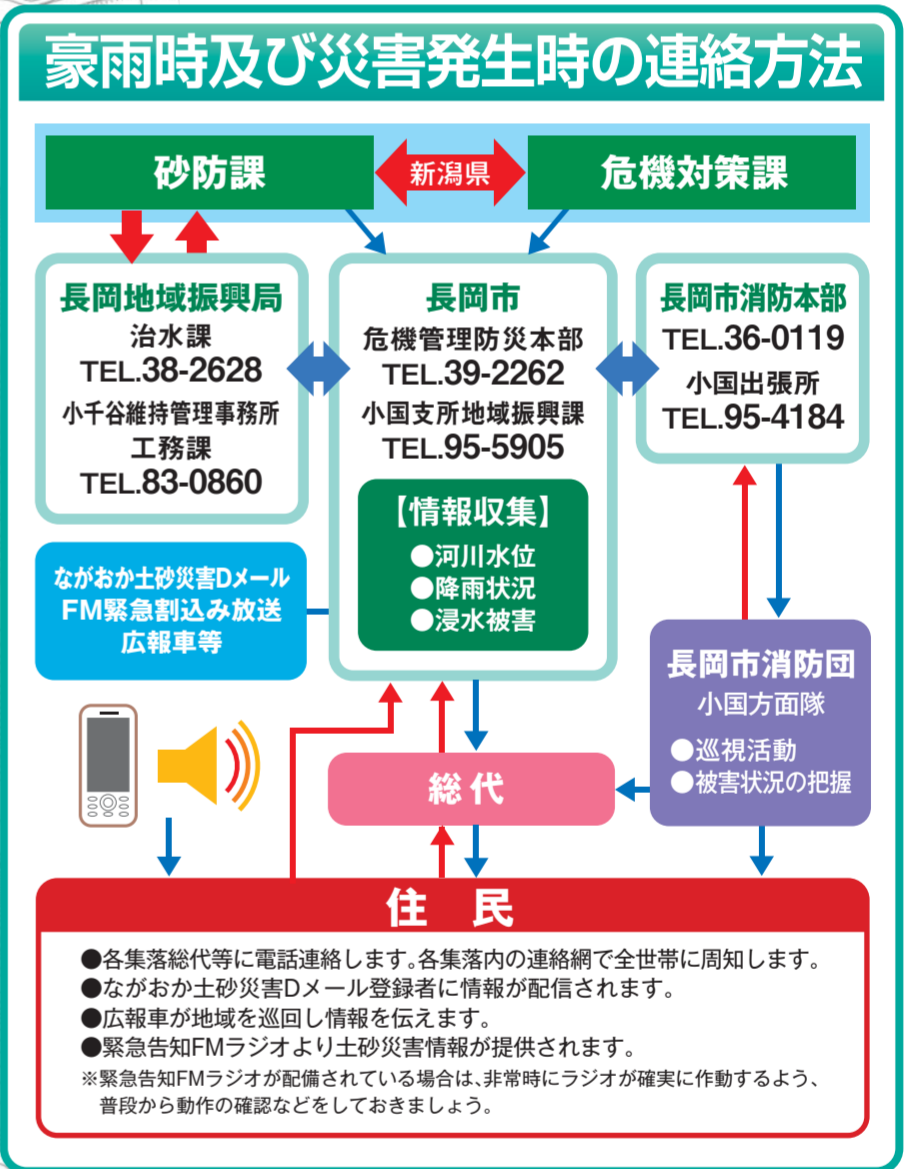 豪雨時及び災害発生時の連絡方法
砂防課
新潟県
危機対策課
長岡地域振興局
治水課
TEL.38-2628
小千谷維持管理事務所
工務課
TEL.83-0860
長岡市
危機管理防災本部
TEL.39-2262
小国支所地域振興課
TEL.95-5905
【情報収集】
●河川水位
●降雨状況
●浸水被害
長岡市消防本部
TEL.36-0119
小国出張所
TEL.95-4184
ながおか土砂災害Dメール
FM緊急割込み放送
広報車等
長岡市消防団
小国方面隊
●巡視活動
●被害状況の把握
総代
住 民
●各集落総代等に電話連絡します。各集落内の連絡網で全世帯に周知します。
●ながおか土砂災害Dメール登録者に情報が配信されます。
●広報車が地域を巡回し情報を伝えます。
●緊急告知FMラジオより土砂災害情報が提供されます。
※緊急告知FMラジオが配備されている場合は、非常時にラジオが確実に作動するよう、
普段から動作の確認などをしておきましょう。